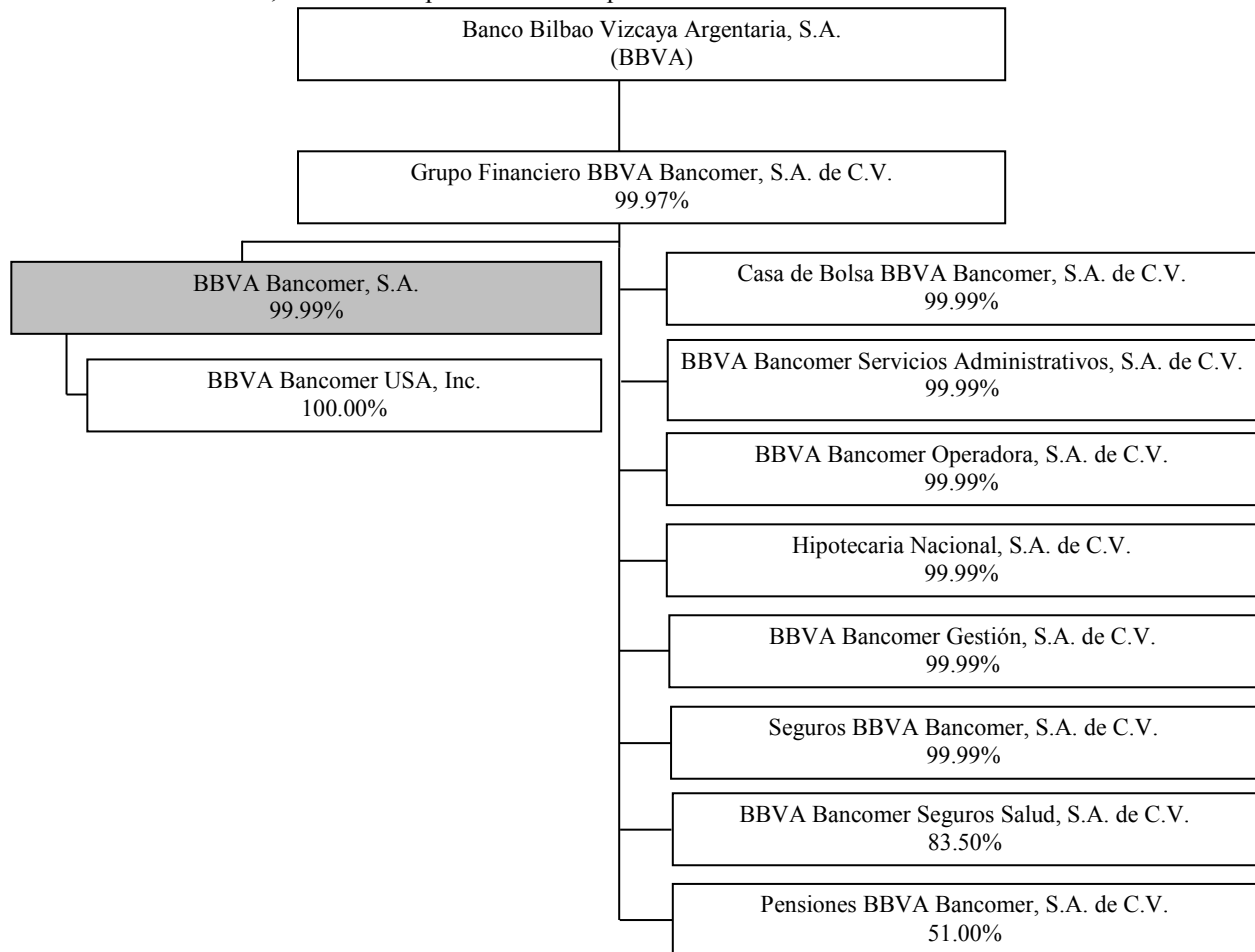 Banco Bilbao Vizcaya Argentaria, S.A.
(BBVA)
Grupo Financiero BBVA Bancomer, S.A. de C.V.
99.97%
BBVA Bancomer, S.A.
99.99%
BBVA Bancomer USA, Inc.
100.00%
Casa de Bolsa BBVA Bancomer, S.A. de C.V.
99.99%
BBVA Bancomer Servicios Administrativos, S.A. de C.V.
99.99%
BBVA Bancomer Operadora, S.A. de C.V.
99.99%
Hipotecaria Nacional, S.A. de C.V.
99.99%
BBVA Bancomer Gestión, S.A. de C.V.
99.99%
Seguros BBVA Bancomer, S.A. de C.V.
99.99%
BBVA Bancomer Seguros Salud, S.A. de C.V.
83.50%
Pensiones BBVA Bancomer, S.A. de C.V.
51.00%